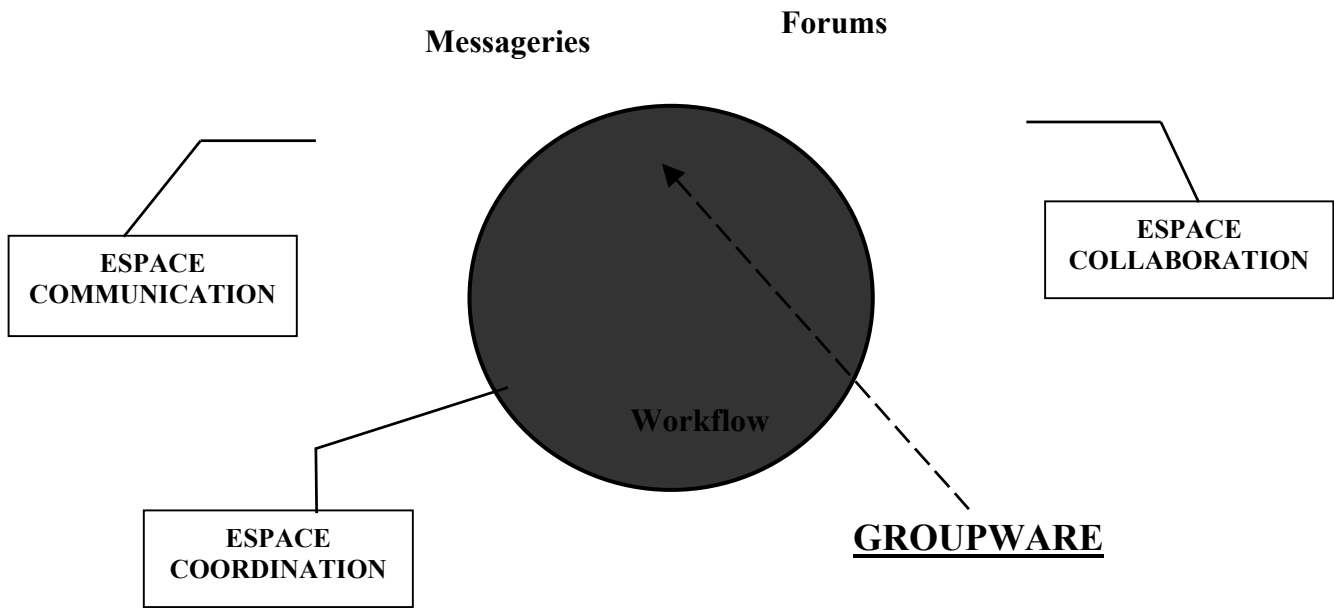 Messageries
Forums
ESPACE
COMMUNICATION
ESPACE
COLLABORATION
Workflow
ESPACE
COORDINATION
GROUPWARE